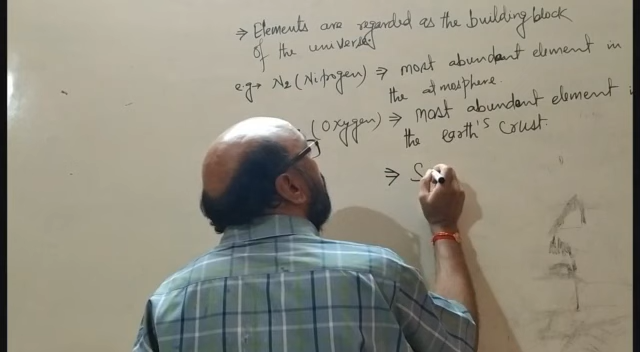 ⇒ Elements are regarded as the building block
of the universe.
eg→ N2 (Nitrogen) ⇒ most abundant element in
the atmosphere.
(Oxygen) ⇒ most abundant element
the earth's crust.
⇒ S